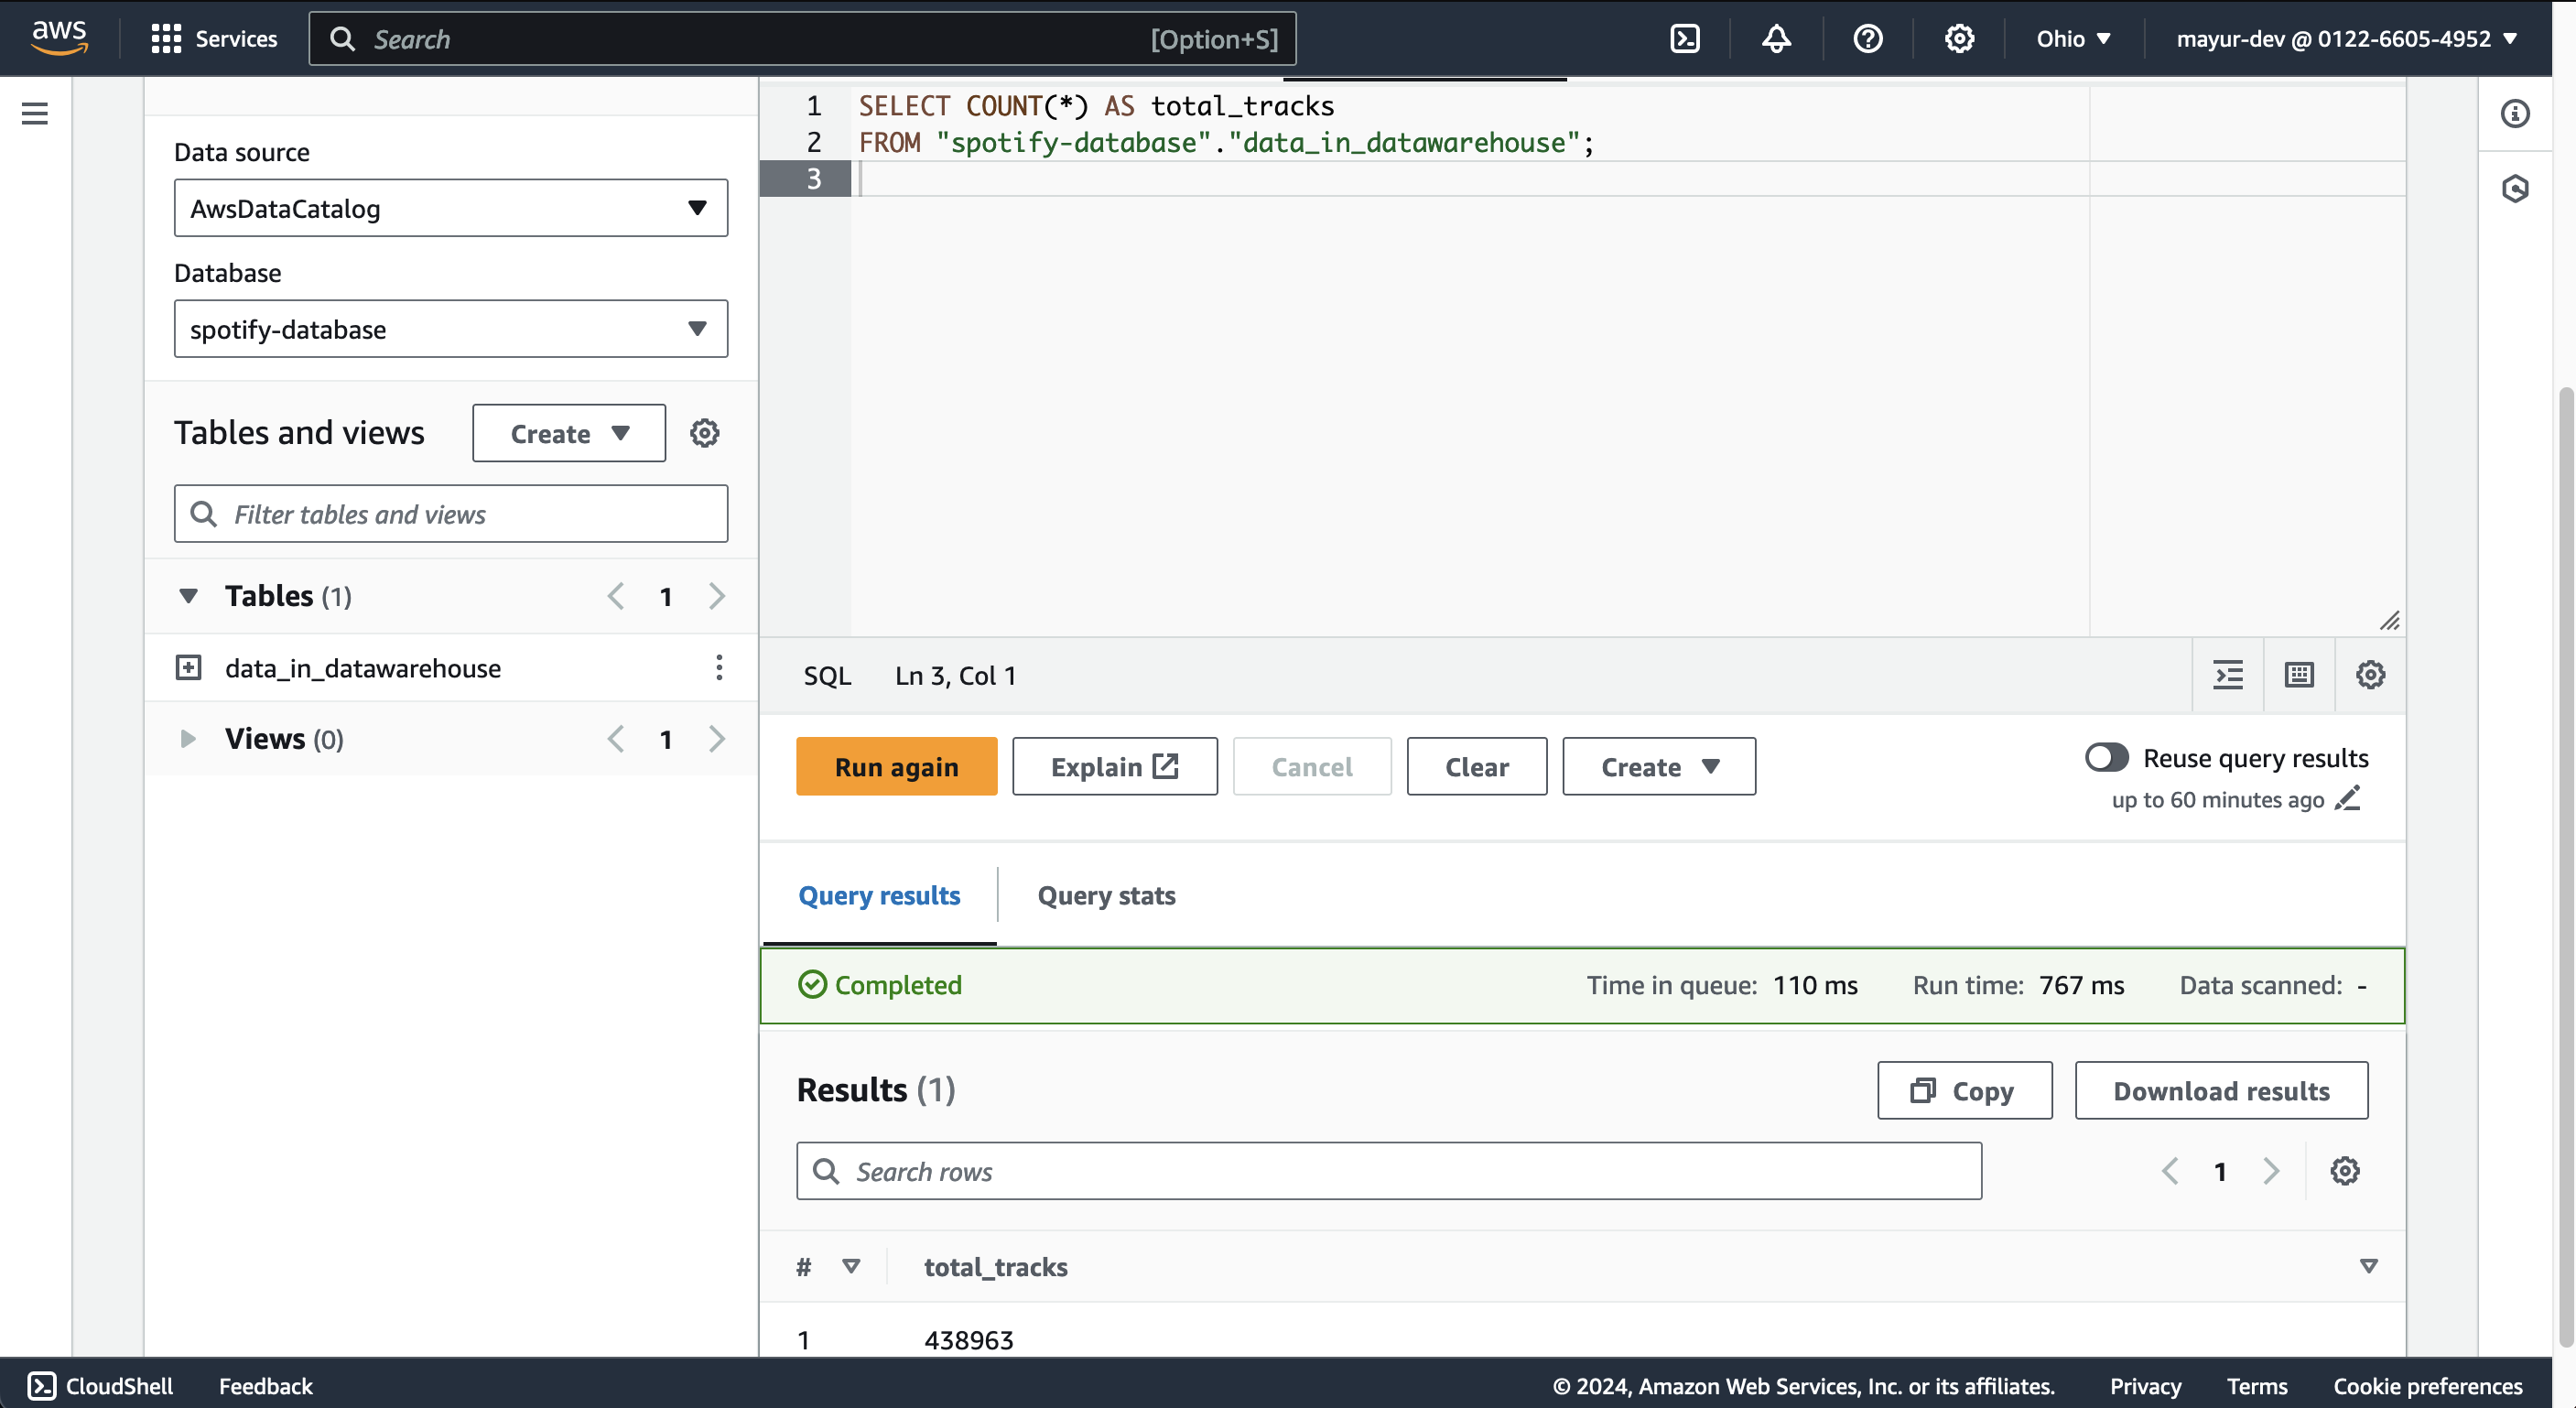 aws
Services
Search
[Option+S]
Ohio
mayur-dev @ 0122-6605-4952
Data source
AwsDataCatalog
Database
spotify-database
Tables and views
Create
Filter tables and views
Tables (1)
1
data_in_datawarehouse
Views (0)
1
1 SELECT COUNT(*) AS total_tracks
2 FROM "spotify-database"."data_in_datawarehouse";
3
SQL Ln 3, Col 1
Run again
Explain
Cancel
Clear
Create
Reuse query results
up to 60 minutes ago
Query results
Query stats
Completed
Time in queue: 110 ms
Run time: 767 ms
Data scanned: -
Results (1)
Copy
Download results
Search rows
1
# total_tracks
1 438963
CloudShell
Feedback
© 2024, Amazon Web Services, Inc. or its affiliates.
Privacy
Terms
Cookie preferences